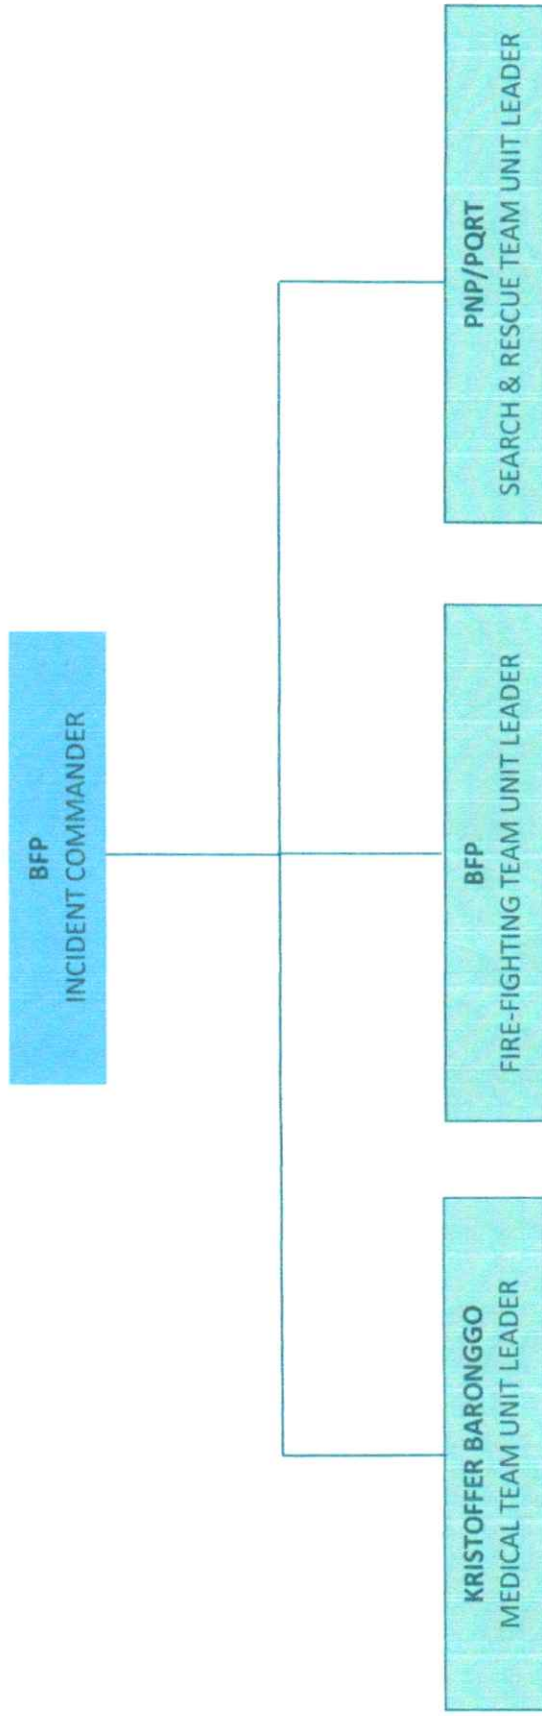 BFP
INCIDENT COMMANDER
KRISTOFFER BARONGGO
MEDICAL TEAM UNIT LEADER
BFP
FIRE-FIGHTING TEAM UNIT LEADER
PNP/PQRT
SEARCH & RESCUE TEAM UNIT LEADER